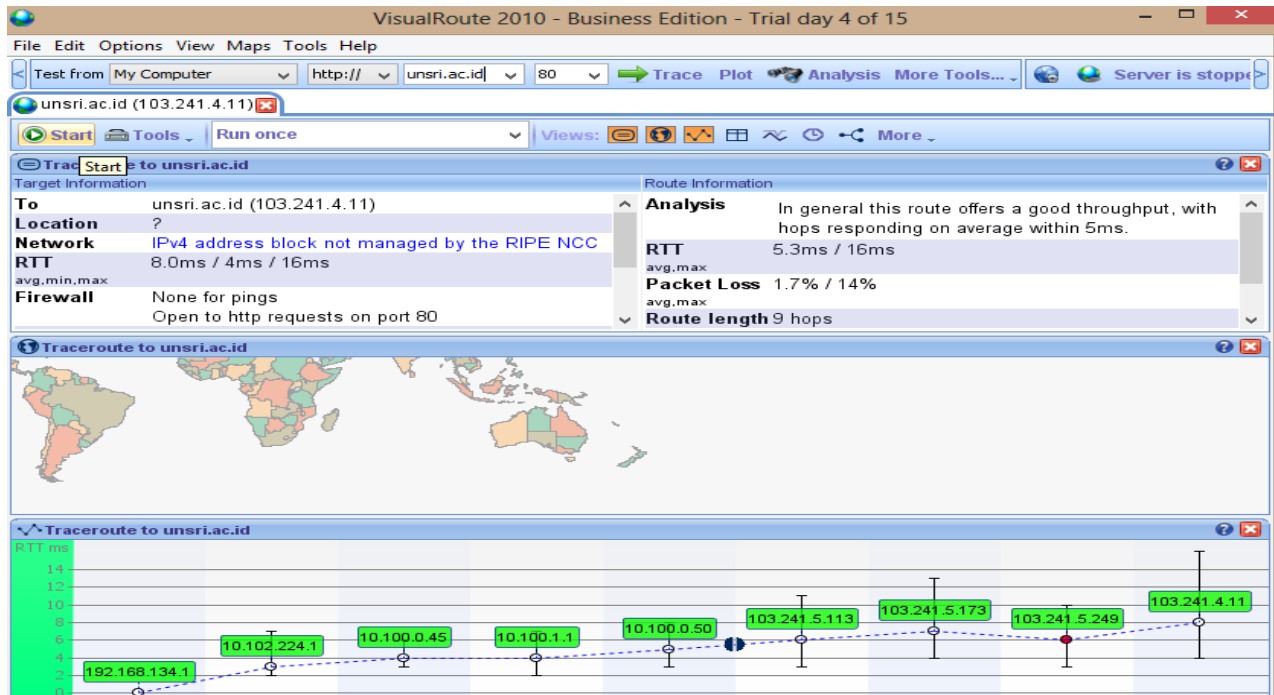 VisualRoute 2010 - Business Edition - Trial day 4 of 15
File Edit Options View Maps Tools Help
Test from My Computer http:// unsri.ac.id 80 Trace Plot Analysis More Tools... Server is stoppe
unsri.ac.id (103.241.4.11)
Start Tools Run once Views: More
Trac Start e to unsri.ac.id
Target Information
To unsri.ac.id (103.241.4.11)
Location ?
Network IPv4 address block not managed by the RIPE NCC
RTT 8.0ms / 4ms / 16ms
avg,min,max
Firewall None for pings
Open to http requests on port 80
Route Information
Analysis In general this route offers a good throughput, with
hops responding on average within 5ms.
RTT 5.3ms / 16ms
avg,max
Packet Loss 1.7% / 14%
avg,max
Route length 9 hops
Traceroute to unsri.ac.id
Traceroute to unsri.ac.id
RTT ms
14
12
10
8
6
4
2
0
192.168.134.1
10.102.224.1
10.100.0.45
10.100.1.1
10.100.0.50
103.241.5.113
103.241.5.173
103.241.5.249
103.241.4.11